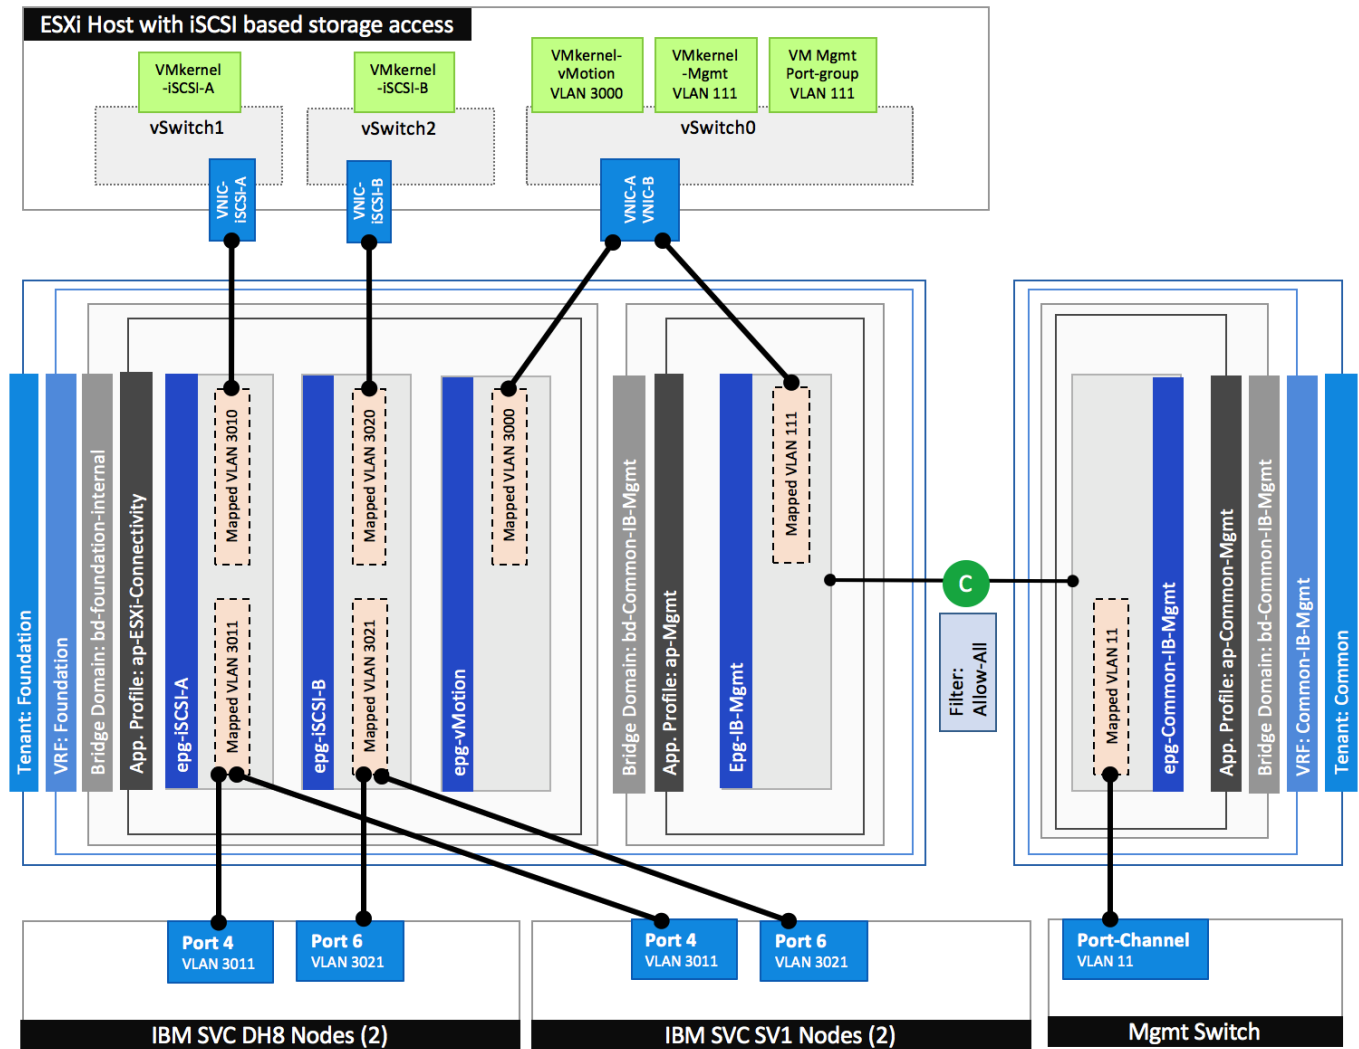 ESXi Host with iSCSI based storage access
VMkernel
-iSCSI-A
VMkernel
-iSCSI-B
VMkernel-
vMotion
VLAN 3000
VMkernel
-Mgmt
VLAN 111
VM Mgmt
Port-group
VLAN 111
vSwitch1
vSwitch2
vSwitch0
VNIC-
iSCSI-A
VNIC-
iSCSI-B
VNIC-A
VNIC-B
Tenant: Foundation
VRF: Foundation
Bridge Domain: bd-foundation-internal
App. Profile: ap-ESXi-Connectivity
epg-iSCSI-A
Mapped VLAN 3010
Mapped VLAN 3011
epg-iSCSI-B
Mapped VLAN 3020
Mapped VLAN 3021
epg-vMotion
Mapped VLAN 3000
Bridge Domain: bd-Common-IB-Mgmt
App. Profile: ap-Mgmt
Epg-IB-Mgmt
Mapped VLAN 111
C
Filter:
Allow-All
Mapped VLAN 11
epg-Common-IB-Mgmt
App. Profile: ap-Common-Mgmt
Bridge Domain: bd-Common-IB-Mgmt
VRF: Common-IB-Mgmt
Tenant: Common
Port 4
VLAN 3011
Port 6
VLAN 3021
Port 4
VLAN 3011
Port 6
VLAN 3021
Port-Channel
VLAN 11
IBM SVC DH8 Nodes (2)
IBM SVC SV1 Nodes (2)
Mgmt Switch